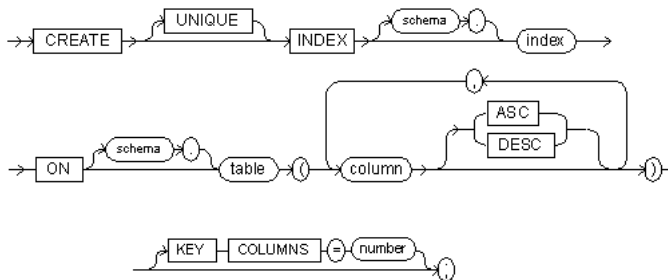 CREATE UNIQUE INDEX schema . index
ON schema . table ( column , ASC DESC )
KEY COLUMNS = number ;